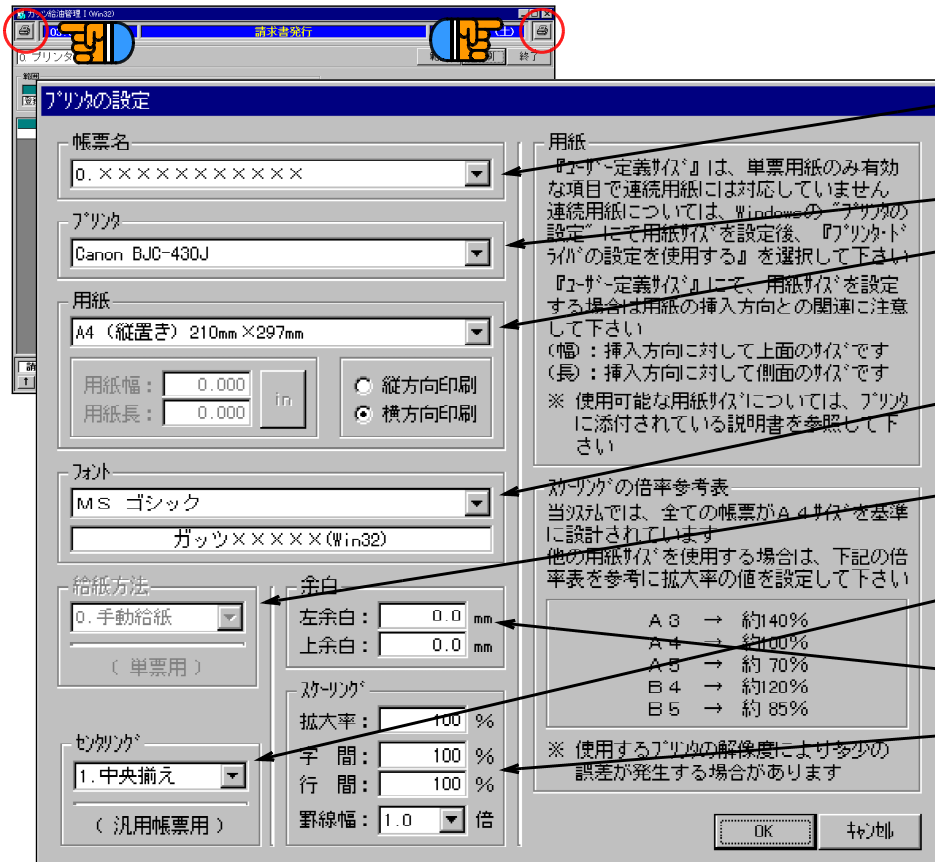 ガッツ給油管理Ⅰ(Win32)
請求書発行
(土)
0. プリンタ
終了
範囲
プリンタの設定
帳票名
0. ××××××××××××
プリンタ
Canon BJC-430J
用紙
A4 (縦置き) 210mm×297mm
用紙幅： 0.000
用紙長： 0.000
in
縦方向印刷
横方向印刷
フォント
MS ゴシック
ガッツ×××××(Win32)
給紙方法
0. 手動給紙
( 単票用 )
センタリング
1. 中央揃え
( 汎用帳票用 )
余白
左余白： 0.0 mm
上余白： 0.0 mm
スケーリング
拡大率： 100 %
字 間： 100 %
行 間： 100 %
罫線幅： 1.0 倍
用紙
『ユーザー定義サイズ』は、単票用紙のみ有効
な項目で連続用紙には対応していません
連続用紙については、Windowsの“プリンタの
設定”にて用紙サイズを設定後、『プリンタ・ド
ライバの設定を使用する』を選択して下さい
『ユーザー定義サイズ』にて、用紙サイズを設定
する場合は用紙の挿入方向との関連に注意
して下さい
(幅)：挿入方向に対して上面のサイズです
(長)：挿入方向に対して側面のサイズです
※ 使用可能な用紙サイズについては、プリンタ
に添付されている説明書を参照して下
さい
スケーリングの倍率参考表
当システムでは、全ての帳票がA４サイズを基準
に設計されています
他の用紙サイズを使用する場合は、下記の倍
率表を参考に拡大率の値を設定して下さい
A３ → 約140%
A４ → 約100%
A５ → 約 70%
B４ → 約120%
B５ → 約 85%
※ 使用するプリンタの解像度により多少の
誤差が発生する場合があります
OK
キャンセル